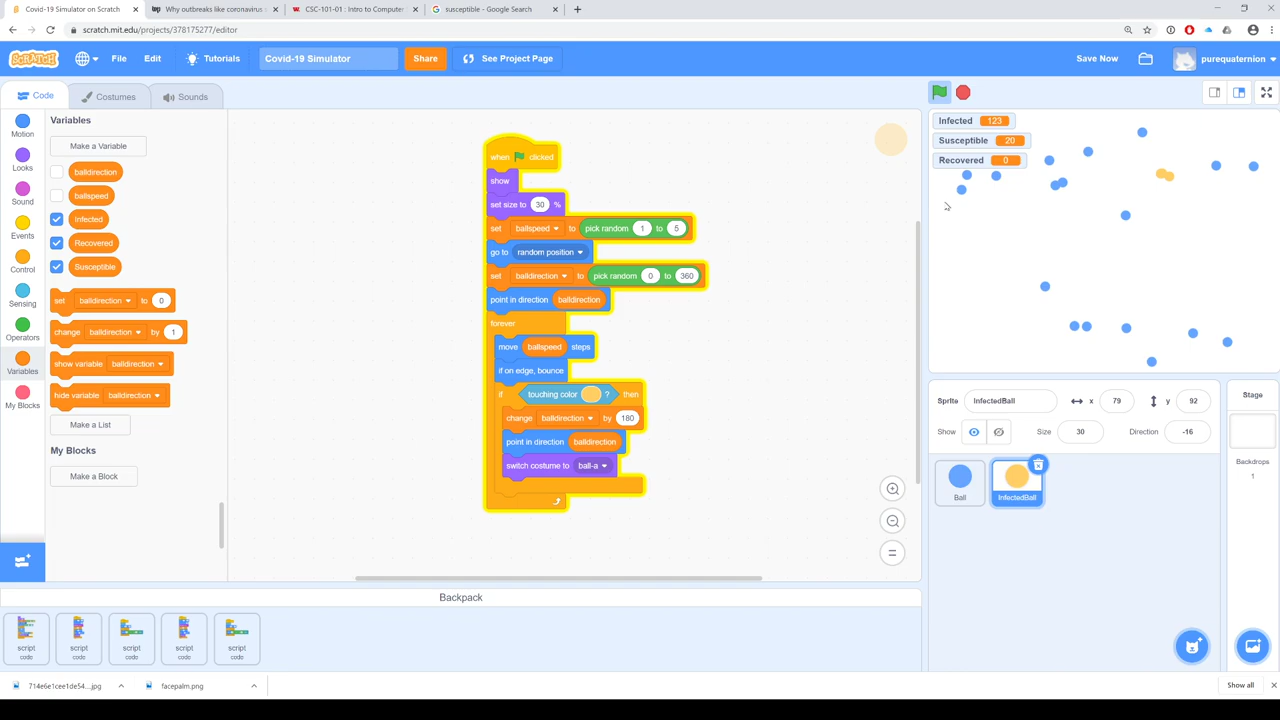 Covid-19 Simulator on Scratch
Why outbreaks like coronavirus
CSC-101-01 : Intro to Computer
susceptible - Google Search
scratch.mit.edu/projects/378175277/editor
SCRATCH
File
Edit
Tutorials
Covid-19 Simulator
Share
See Project Page
Save Now
purequaternion
Code
Costumes
Sounds
Motion
Looks
Sound
Events
Control
Sensing
Operators
Variables
My Blocks
Variables
Make a Variable
balldirection
ballspeed
Infected
Recovered
Susceptible
set balldirection to 0
change balldirection by 1
show variable balldirection
hide variable balldirection
Make a List
My Blocks
Make a Block
when clicked
show
set size to 30 %
set ballspeed to pick random 1 to 5
go to random position
set balldirection to pick random 0 to 360
point in direction balldirection
forever
move ballspeed steps
if on edge, bounce
if touching color ? then
change balldirection by 180
point in direction balldirection
switch costume to ball-a
Infected 123
Susceptible 20
Recovered 0
Sprite InfectedBall x 79 y 92
Show Size 30 Direction -16
Ball
InfectedBall
Stage
Backdrops
1
Backpack
script
code
script
code
script
code
script
code
script
code
714e6e1cee1de54....jpg
facepalm.png
Show all